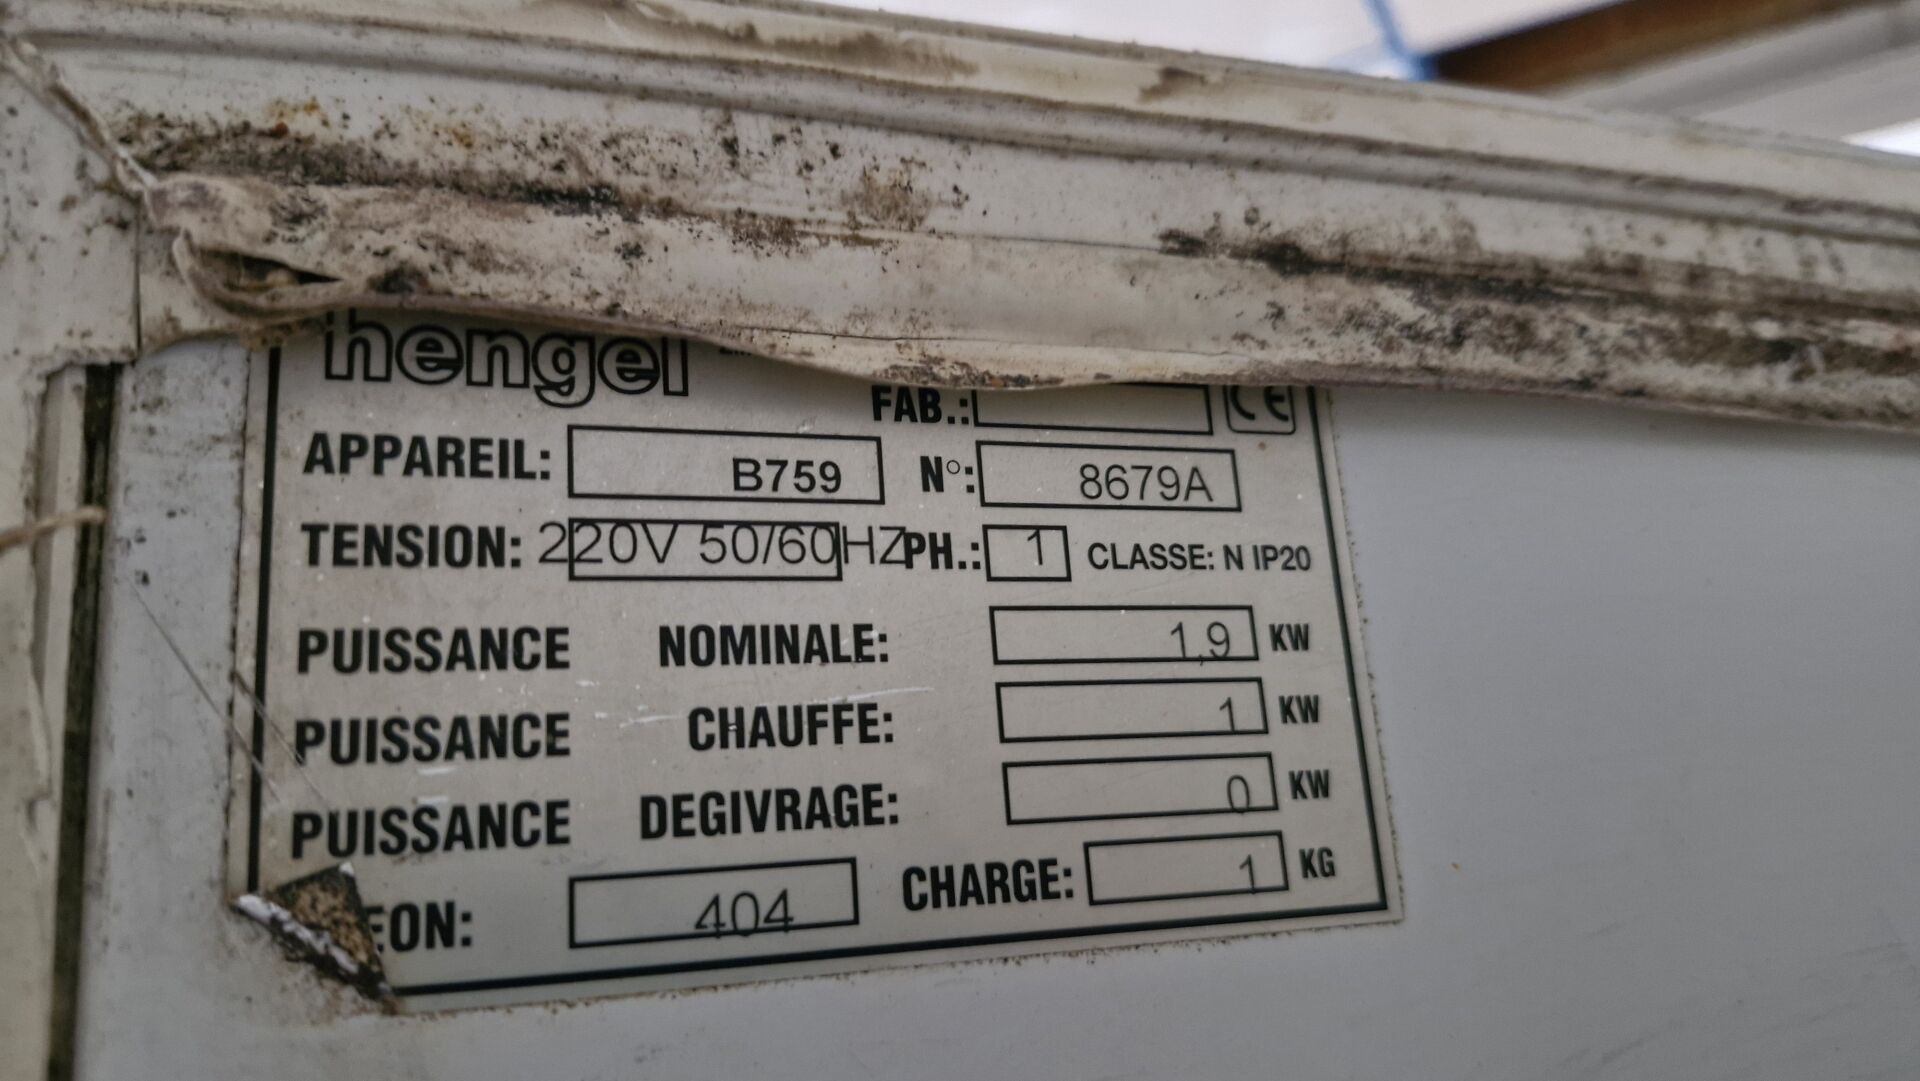 hengel
FAB.: CE
APPAREIL: B759 N°: 8679A
TENSION: 220V 50/60HZ PH.: 1 CLASSE: N IP20
PUISSANCE NOMINALE: 1,9 KW
PUISSANCE CHAUFFE: 1 KW
PUISSANCE DEGIVRAGE: 0 KW
EON: 404 CHARGE: 1 KG